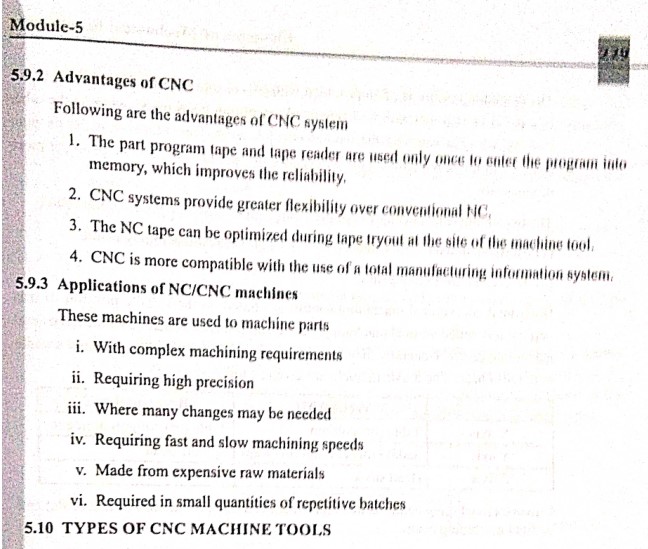 Module-5
5.9.2 Advantages of CNC
Following are the advantages of CNC system
1. The part program tape and tape reader are used only once to enter the program into
memory, which improves the reliability.
2. CNC systems provide greater flexibility over conventional NC.
3. The NC tape can be optimized during tape tryout at the site of the machine tool.
4. CNC is more compatible with the use of a total manufacturing information system.
5.9.3 Applications of NC/CNC machines
These machines are used to machine parts
i. With complex machining requirements
ii. Requiring high precision
iii. Where many changes may be needed
iv. Requiring fast and slow machining speeds
v. Made from expensive raw materials
vi. Required in small quantities of repetitive batches
5.10 TYPES OF CNC MACHINE TOOLS